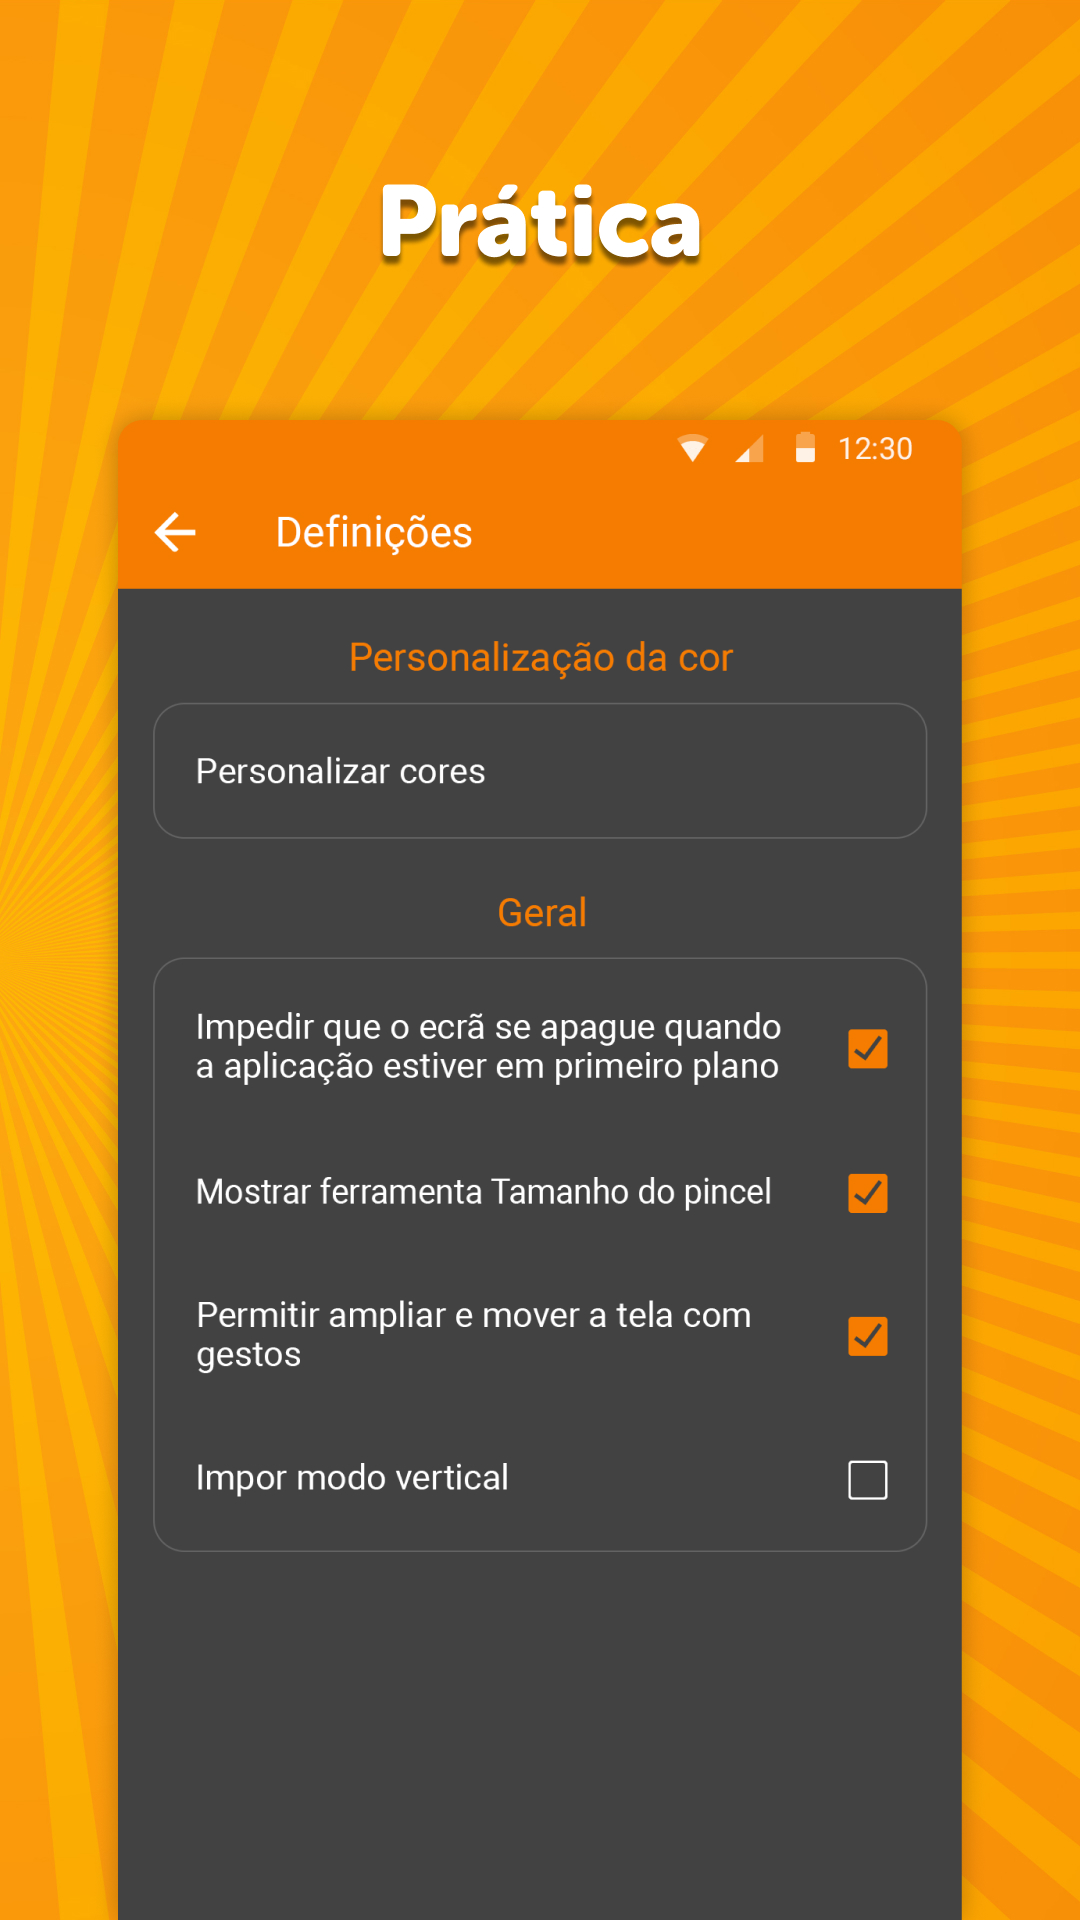 Prática
12:30
Definições
Personalização da cor
Personalizar cores
Geral
Impedir que o ecrã se apague quando
a aplicação estiver em primeiro plano
Mostrar ferramenta Tamanho do pincel
Permitir ampliar e mover a tela com
gestos
Impor modo vertical